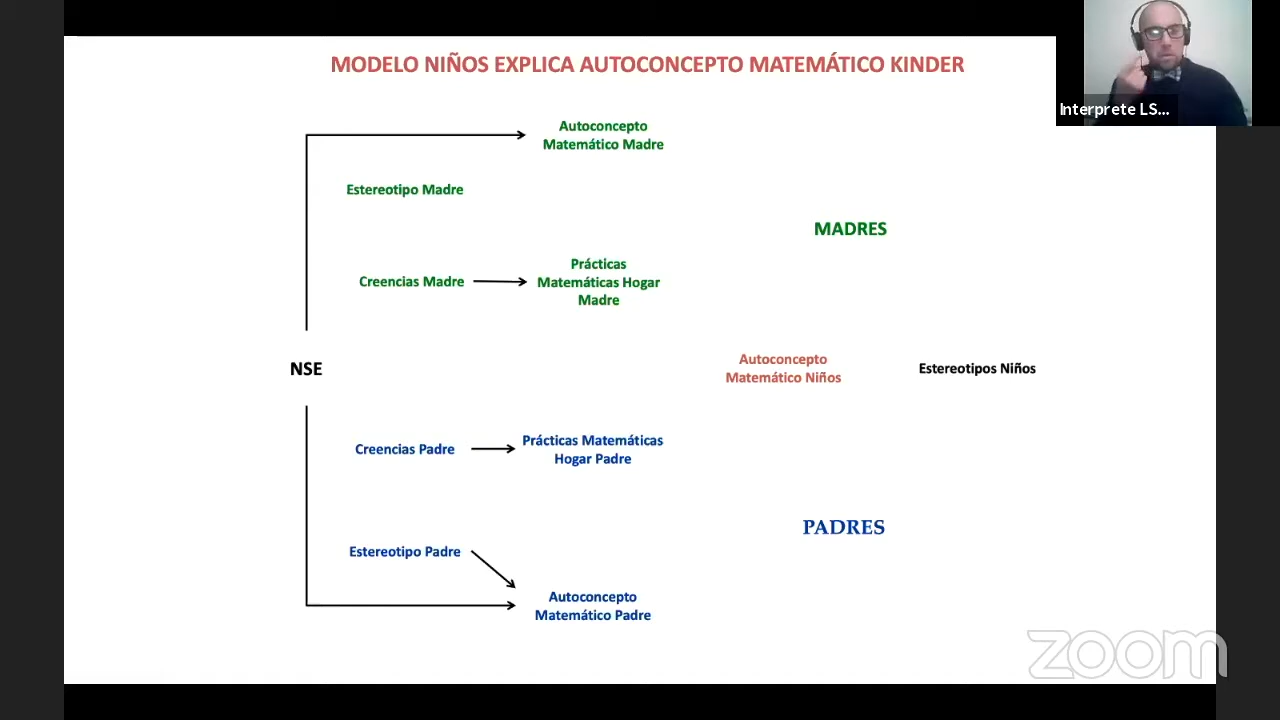 MODELO NIÑOS EXPLICA AUTOCONCEPTO MATEMÁTICO KINDER
Interprete LS...
Autoconcepto
Matemático Madre
Estereotipo Madre
MADRES
Creencias Madre
Prácticas
Matemáticas Hogar
Madre
NSE
Autoconcepto
Matemático Niños
Estereotipos Niños
Creencias Padre
Prácticas Matemáticas
Hogar Padre
PADRES
Estereotipo Padre
Autoconcepto
Matemático Padre
zoom